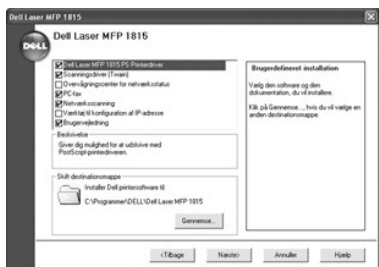 Dell Laser MFP 1815
DELL
Dell Laser MFP 1815
Dell Laser MFP 1815 PS Printerdriver
Scanningsdriver (Twain)
Overvågningscenter for netværksstatus
PC-fax
Netværksscanning
Værktøj til konfiguration af IP-adresse
Brugervejledning
Beskrivelse
Giver dig mulighed for at udskrive med
PostScript-printerdriveren.
Skift destinationsmappe
Installer Dell printersoftware til:
C:\Programmer\DELL\Dell Laser MFP 1815
Gennemse...
Brugerdefineret installation
Vælg den software og den
dokumentation, du vil installere.
Klik på Gennemse..., hvis du vil vælge en
anden destinationsmappe.
<Tilbage
Næste>
Annuller
Hjælp